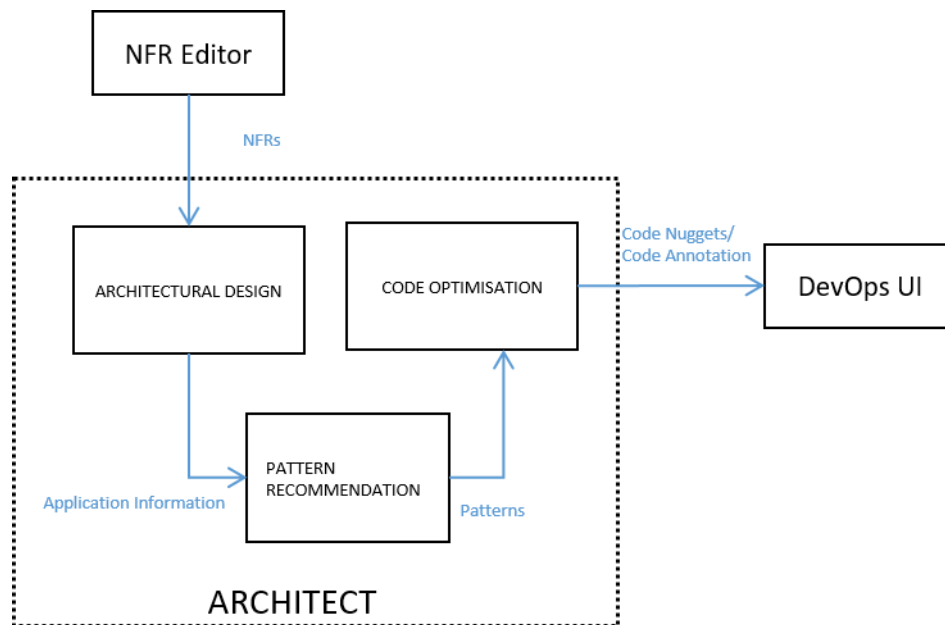 NFR Editor
NFRs
ARCHITECTURAL DESIGN
CODE OPTIMISATION
Code Nuggets/
Code Annotation
DevOps UI
PATTERN
RECOMMENDATION
Application Information
Patterns
ARCHITECT